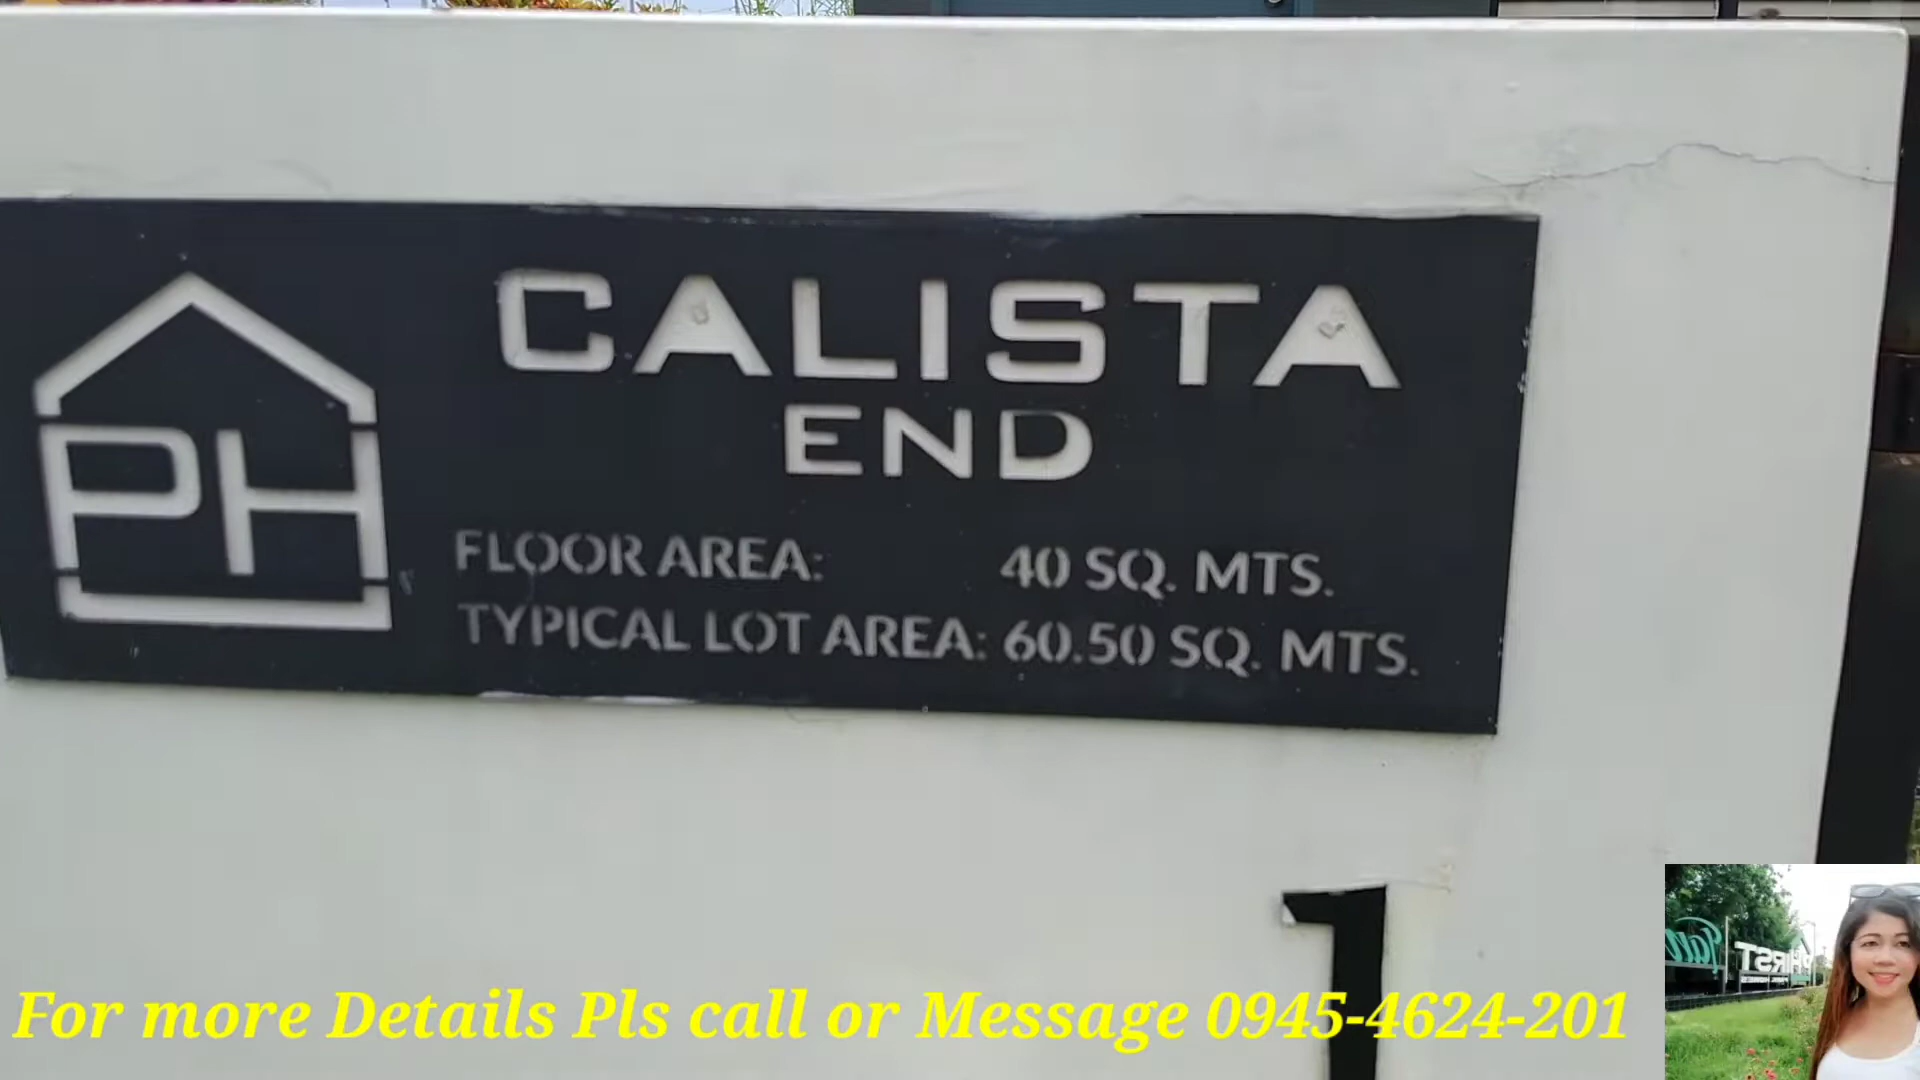 PH
CALISTA
END
FLOOR AREA: 40 SQ. MTS.
TYPICAL LOT AREA: 60.50 SQ. MTS.
1
For more Details Pls call or Message 0945-4624-201